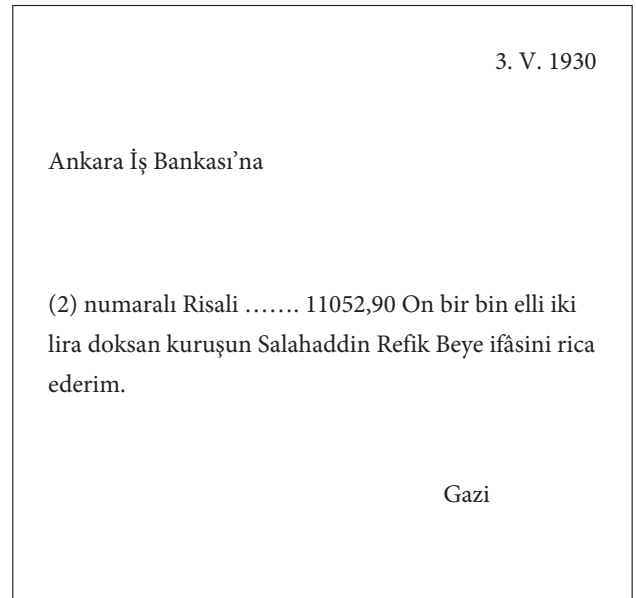 3. V. 1930
Ankara İş Bankası’na
(2) numaralı Risali ……. 11052,90 On bir bin elli iki
lira doksan kuruşun Salahaddin Refik Beye ifâsini rica
ederim.
Gazi